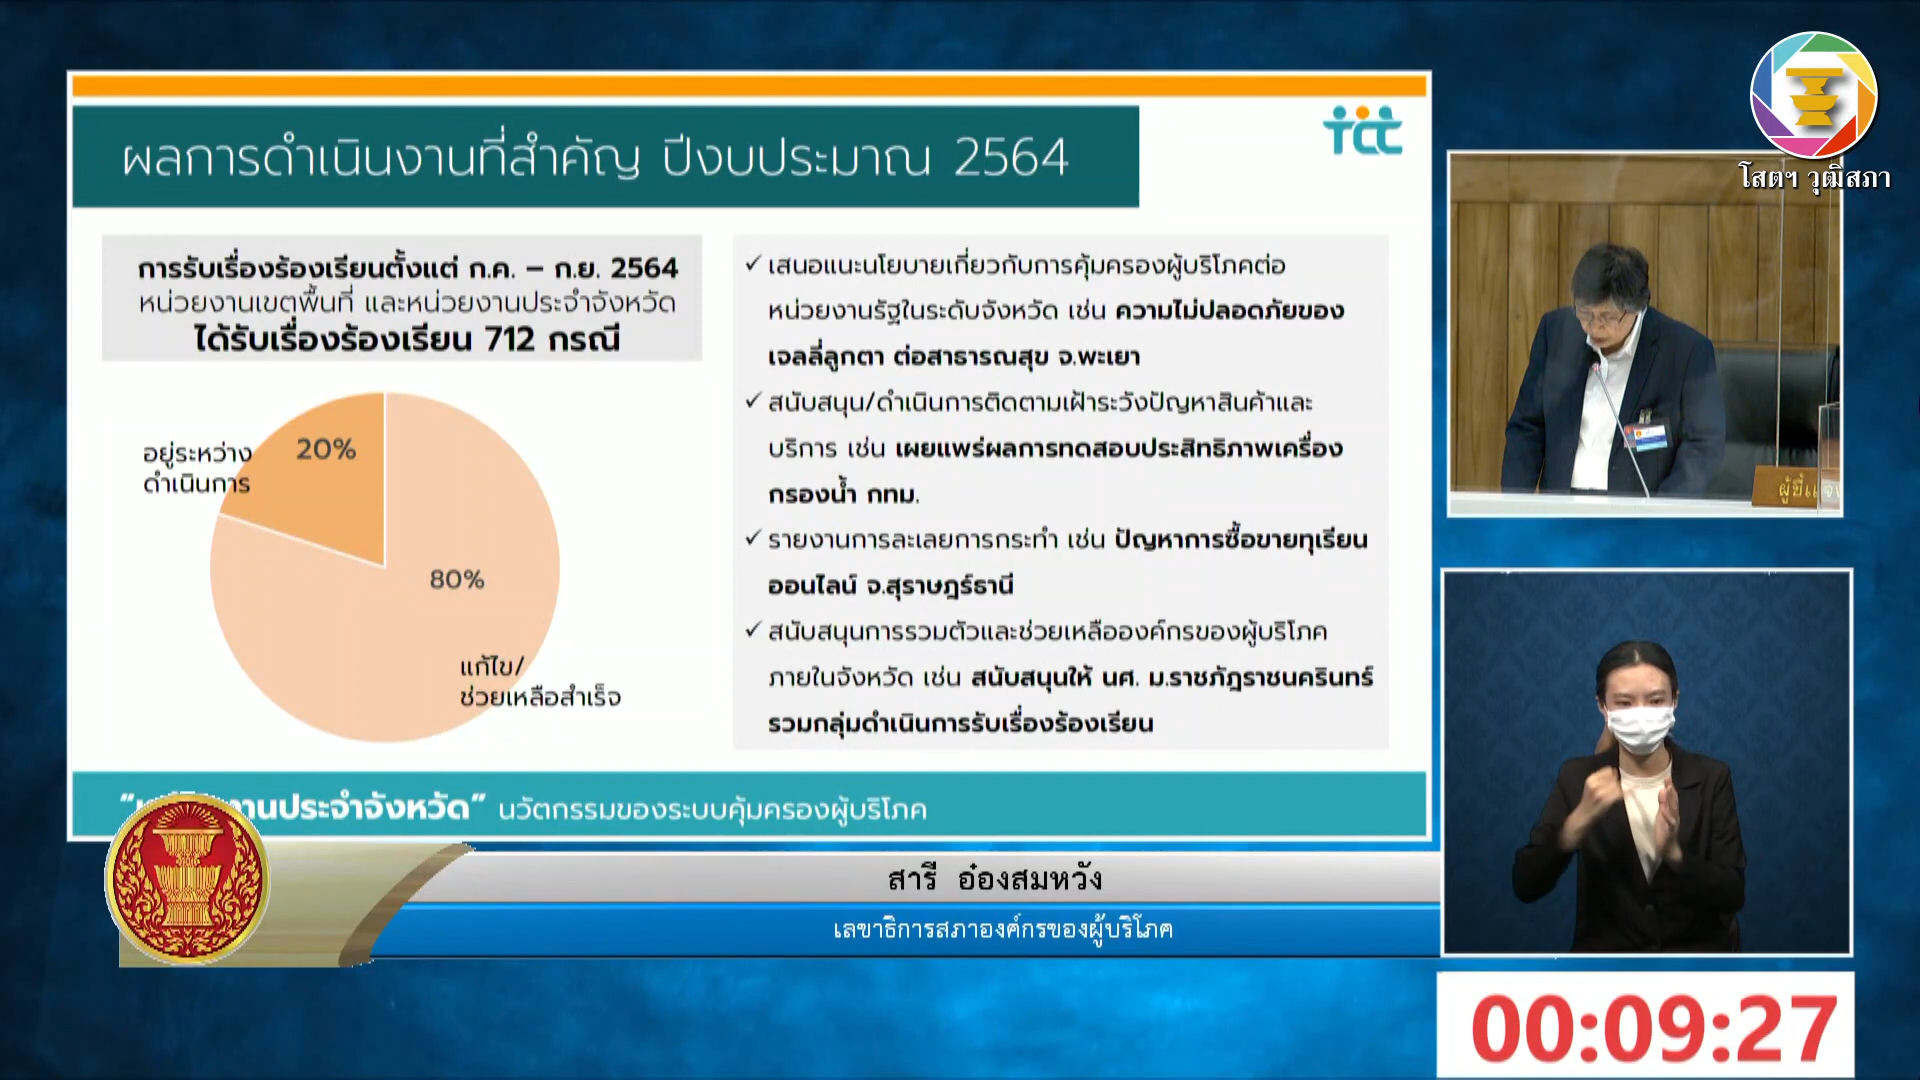 ผลการดำเนินงานที่สำคัญ ปีงบประมาณ 2564
TCC
โสตฯ วุฒิสภา
การรับเรื่องร้องเรียนตั้งแต่ ก.ค. – ก.ย. 2564
หน่วยงานเขตพื้นที่ และหน่วยงานประจำจังหวัด
ได้รับเรื่องร้องเรียน 712 กรณี
อยู่ระหว่าง
ดำเนินการ
20%
80%
แก้ไข/
ช่วยเหลือสำเร็จ
✓ เสนอแนะนโยบายเกี่ยวกับการคุ้มครองผู้บริโภคต่อ
หน่วยงานรัฐในระดับจังหวัด เช่น ความไม่ปลอดภัยของ
เจลลี่ลูกตา ต่อสาธารณสุข จ.พะเยา
✓ สนับสนุน/ดำเนินการติดตามเฝ้าระวังปัญหาสินค้าและ
บริการ เช่น เผยแพร่ผลการทดสอบประสิทธิภาพเครื่อง
กรองน้ำ กทม.
✓ รายงานการละเลยการกระทำ เช่น ปัญหาการซื้อขายทุเรียน
ออนไลน์ จ.สุราษฎร์ธานี
✓ สนับสนุนการรวมตัวและช่วยเหลือองค์กรของผู้บริโภค
ภายในจังหวัด เช่น สนับสนุนให้ นศ. ม.ราชภัฏราชนครินทร์
รวมกลุ่มดำเนินการรับเรื่องร้องเรียน
งานประจำจังหวัด” นวัตกรรมของระบบคุ้มครองผู้บริโภค
สารี อ๋องสมหวัง
เลขาธิการสภาองค์กรของผู้บริโภค
00:09:27